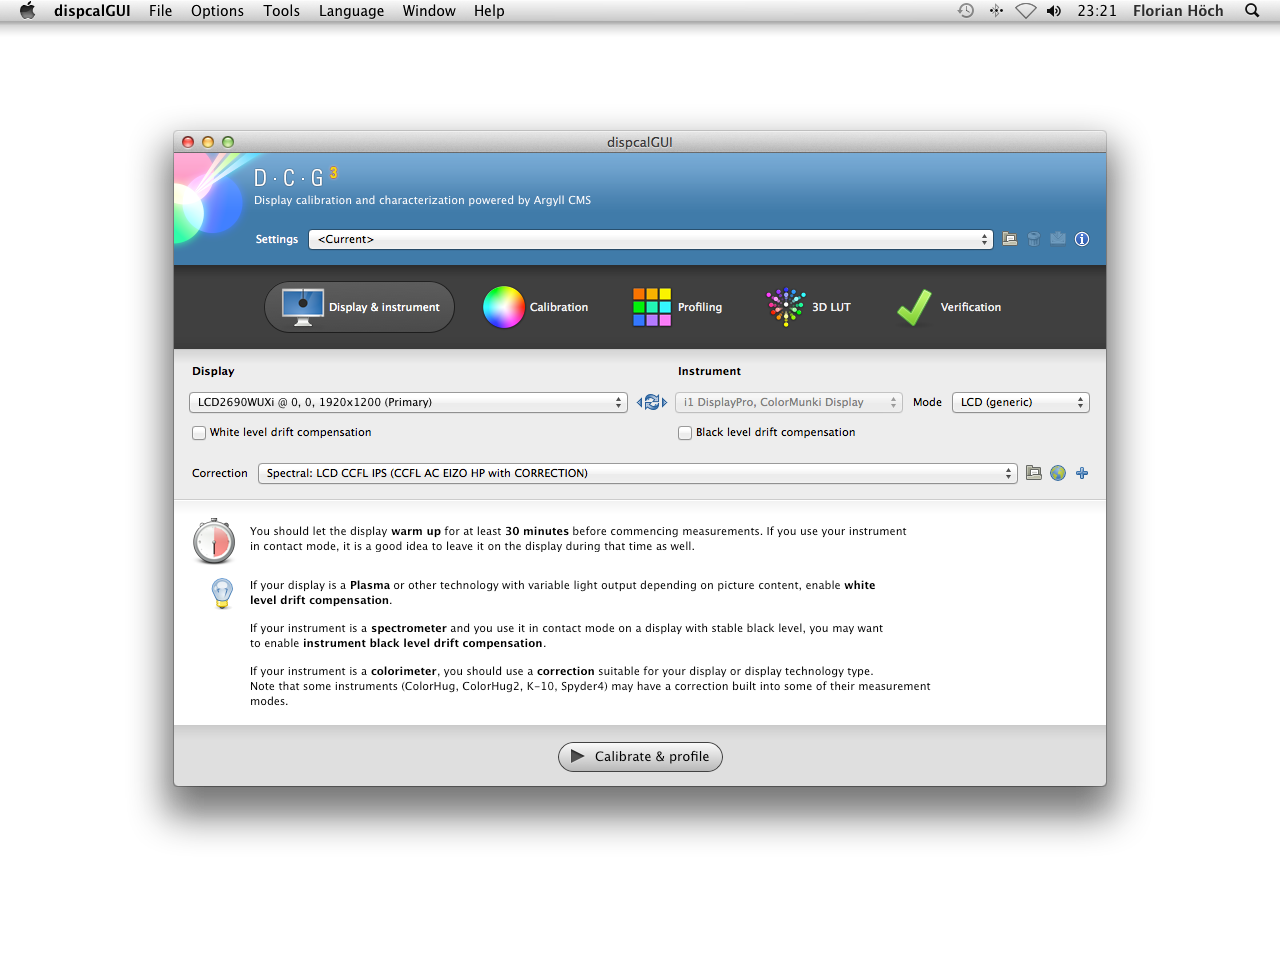 dispcalGUI File Options Tools Language Window Help 23:21 Florian Höch
dispcalGUI
D·C·G 3
Display calibration and characterization powered by Argyll CMS
Settings <Current>
Display & instrument Calibration Profiling 3D LUT Verification
Display Instrument
LCD2690WUXi @ 0, 0, 1920x1200 (Primary) i1 DisplayPro, ColorMunki Display Mode LCD (generic)
White level drift compensation Black level drift compensation
Correction Spectral: LCD CCFL IPS (CCFL AC EIZO HP with CORRECTION)
You should let the display warm up for at least 30 minutes before commencing measurements. If you use your instrument
in contact mode, it is a good idea to leave it on the display during that time as well.
If your display is a Plasma or other technology with variable light output depending on picture content, enable white
level drift compensation.
If your instrument is a spectrometer and you use it in contact mode on a display with stable black level, you may want
to enable instrument black level drift compensation.
If your instrument is a colorimeter, you should use a correction suitable for your display or display technology type.
Note that some instruments (ColorHug, ColorHug2, K-10, Spyder4) may have a correction built into some of their measurement
modes.
Calibrate & profile